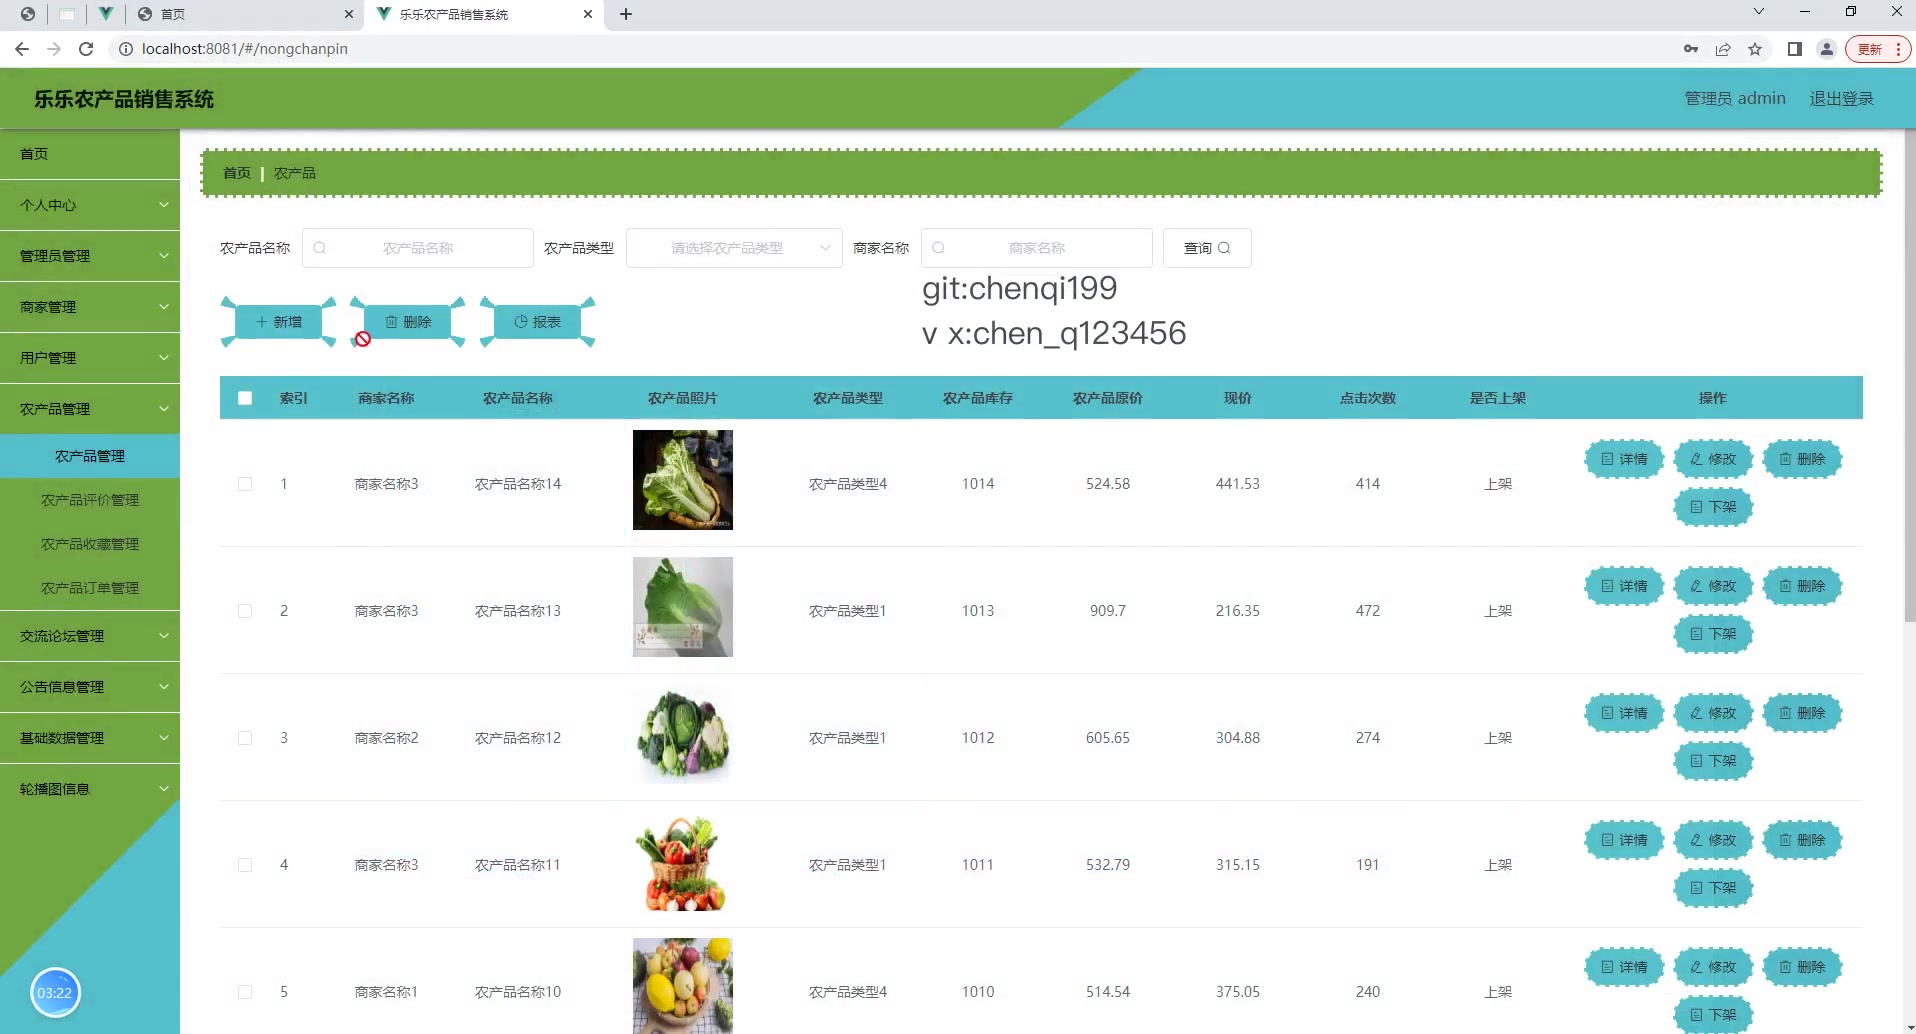 首页
乐乐农产品销售系统
localhost:8081/#/nongchanpin
更新
乐乐农产品销售系统
管理员 admin 退出登录
首页
个人中心
管理员管理
商家管理
用户管理
农产品管理
农产品管理
农产品评价管理
农产品收藏管理
农产品订单管理
交流论坛管理
公告信息管理
基础数据管理
轮播图信息
03:22
首页 | 农产品
农产品名称 农产品名称 农产品类型 请选择农产品类型 商家名称 商家名称 查询
git:chenqi199
v x:chen_q123456
新增 删除 报表
索引 商家名称 农产品名称 农产品照片 农产品类型 农产品库存 农产品原价 现价 点击次数 是否上架 操作
1 商家名称3 农产品名称14 农产品类型4 1014 524.58 441.53 414 上架 详情 修改 删除
下架
2 商家名称3 农产品名称13 农产品类型1 1013 909.7 216.35 472 上架 详情 修改 删除
下架
3 商家名称2 农产品名称12 农产品类型1 1012 605.65 304.88 274 上架 详情 修改 删除
下架
4 商家名称3 农产品名称11 农产品类型1 1011 532.79 315.15 191 上架 详情 修改 删除
下架
5 商家名称1 农产品名称10 农产品类型4 1010 514.54 375.05 240 上架 详情 修改 删除
下架